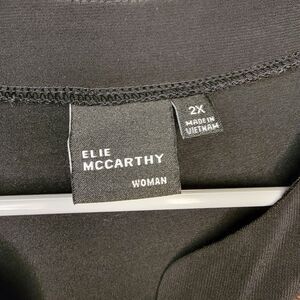 ELIE
MCCARTHY
WOMAN
2X
MADE IN
VIETNAM